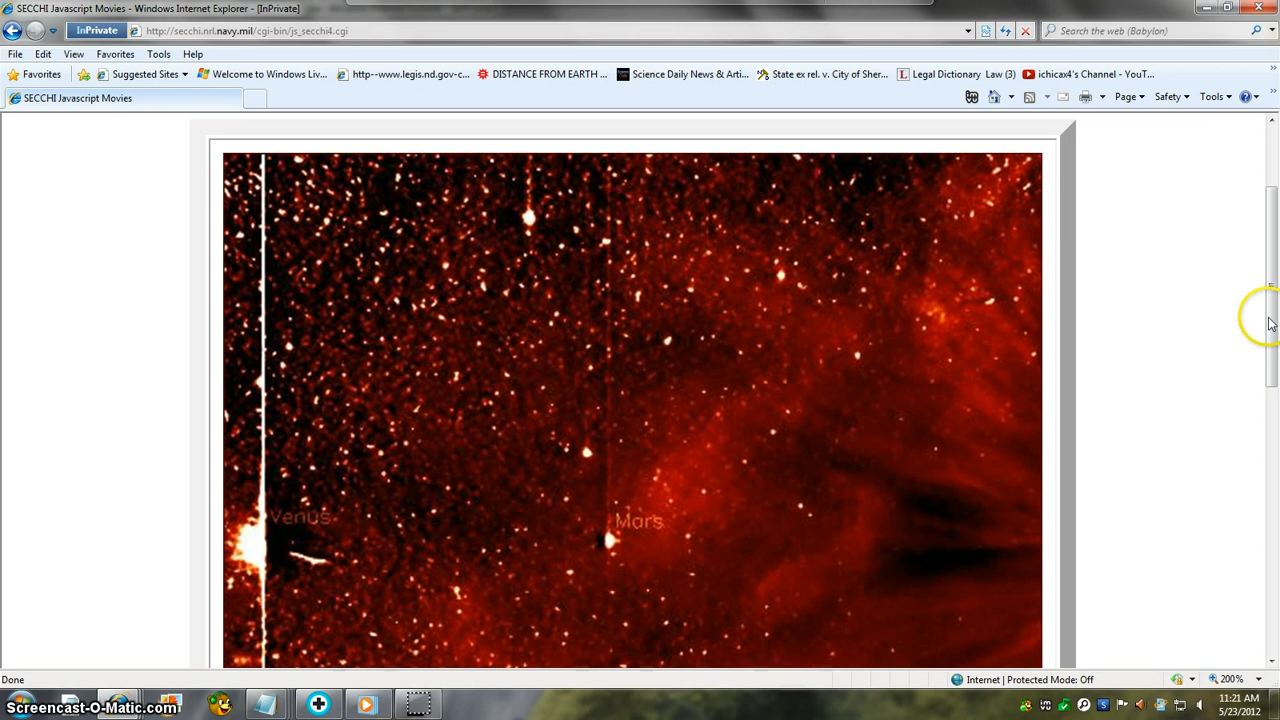 SECCHI Javascript Movies - Windows Internet Explorer - [InPrivate]
InPrivate http://secchi.nrl.navy.mil/cgi-bin/js_secchi4.cgi Search the web (Babylon)
File Edit View Favorites Tools Help
Favorites Suggested Sites Welcome to Windows Liv... http--www.legis.nd.gov-c... DISTANCE FROM EARTH ... Science Daily News & Arti... State ex rel. v. City of Sher... Legal Dictionary Law (3) ichicax4's Channel - YouT...
SECCHI Javascript Movies Page Safety Tools
Venus
Mars
Done Internet | Protected Mode: Off 200%
11:21 AM
Screencast-O-Matic.com 5/23/2012